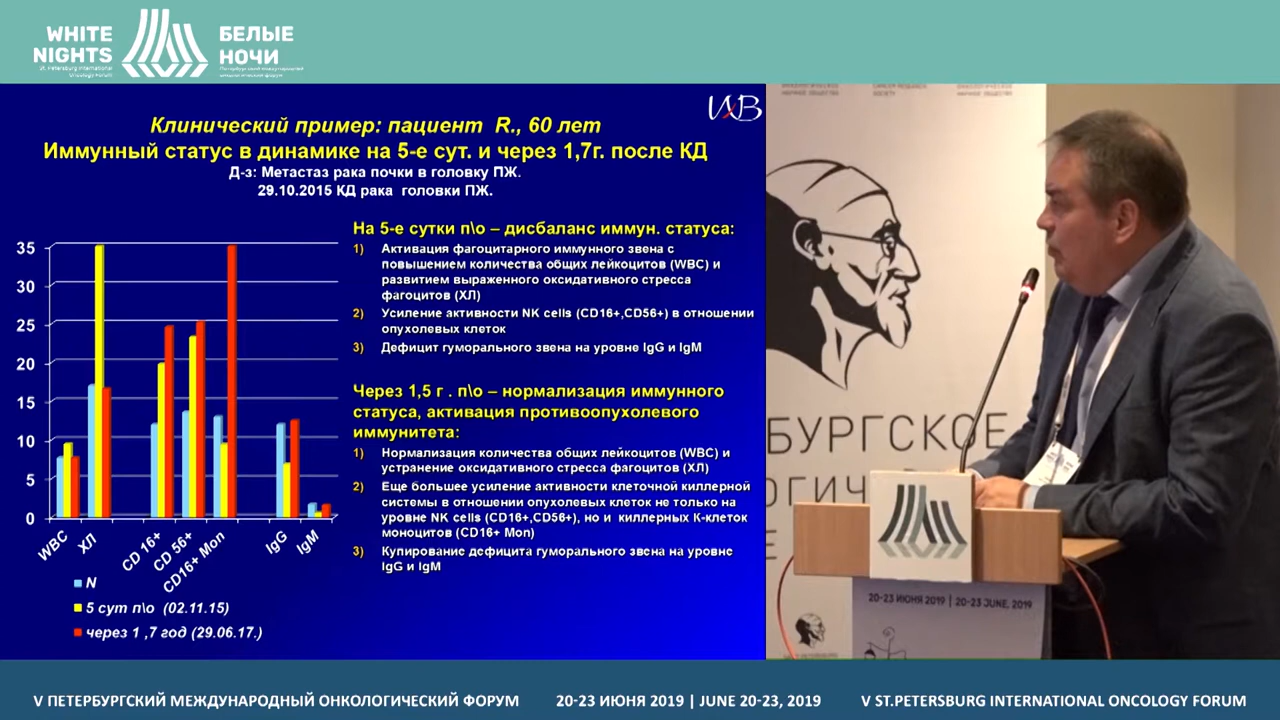 WHITE
NIGHTS
St. Petersburg International
Oncology Forum
БЕЛЫЕ
НОЧИ
Петербургский международный
онкологический форум
Клинический пример: пациент R., 60 лет
Иммунный статус в динамике на 5-е сут. и через 1,7г. после КД
Д-з: Метастаз рака почки в головку ПЖ.
29.10.2015 КД рака головки ПЖ.
35
30
25
20
15
10
5
0
WBC
ХЛ
CD 16+
CD 56+
CD16+ Mon
IgG
IgM
N
5 сут п\о (02.11.15)
через 1 ,7 год (29.06.17.)
На 5-е сутки п\о – дисбаланс иммун. статуса:
1) Активация фагоцитарного иммунного звена с
повышением количества общих лейкоцитов (WBC) и
развитием выраженного оксидативного стресса
фагоцитов (ХЛ)
2) Усиление активности NK cells (CD16+,CD56+) в отношении
опухолевых клеток
3) Дефицит гуморального звена на уровне IgG и IgM
Через 1,5 г . п\о – нормализация иммунного
статуса, активация противоопухолевого
иммунитета:
1) Нормализация количества общих лейкоцитов (WBC) и
устранение оксидативного стресса фагоцитов (ХЛ)
2) Еще большее усиление активности клеточной киллерной
системы в отношении опухолевых клеток не только на
уровне NK cells (CD16+,CD56+), но и киллерных К-клеток
моноцитов (CD16+ Mon)
3) Купирование дефицита гуморального звена на уровне
IgG и IgM
БУРГСКОЕ
20-23 ИЮНЯ 2019 | 20-23 JUNE, 2019
V ПЕТЕРБУРГСКИЙ МЕЖДУНАРОДНЫЙ ОНКОЛОГИЧЕСКИЙ ФОРУМ
20-23 ИЮНЯ 2019 | JUNE 20-23, 2019
V ST.PETERSBURG INTERNATIONAL ONCOLOGY FORUM